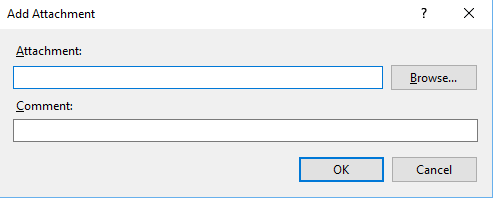 Add Attachment ?
Attachment:
Browse...
Comment:
OK Cancel